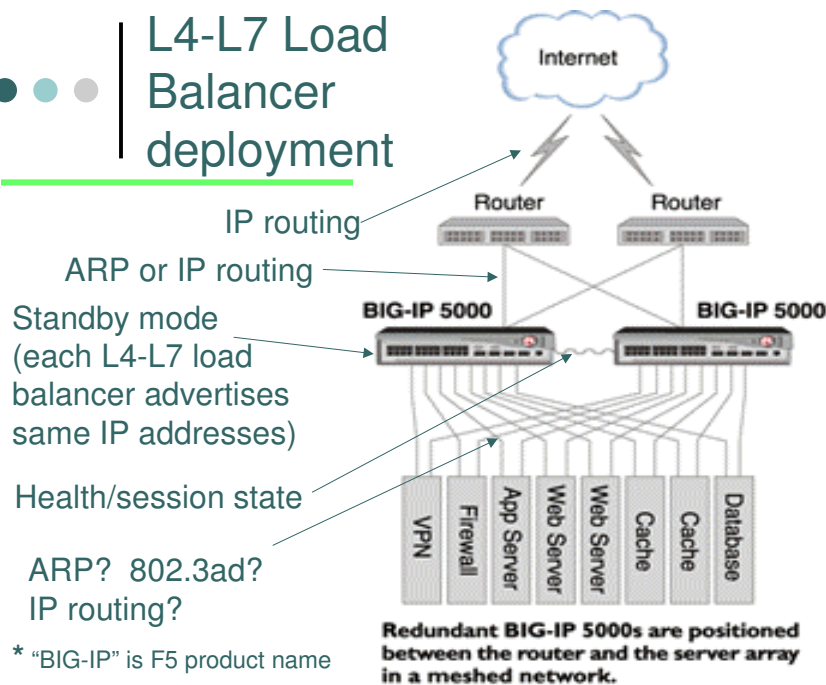 L4-L7 Load
Balancer
deployment
Internet
Router
Router
IP routing
ARP or IP routing
BIG-IP 5000
BIG-IP 5000
Standby mode
(each L4-L7 load
balancer advertises
same IP addresses)
Health/session state
VPN
Firewall
App Server
Web Server
Web Server
Cache
Cache
Database
ARP? 802.3ad?
IP routing?
* “BIG-IP” is F5 product name
Redundant BIG-IP 5000s are positioned
between the router and the server array
in a meshed network.